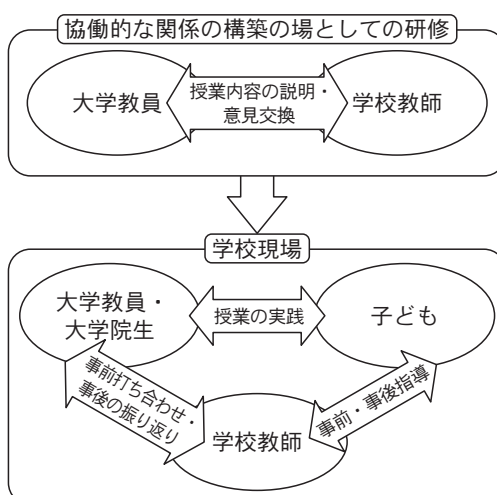 協働的な関係の構築の場としての研修
大学教員
授業内容の説明・
意見交換
学校教師
学校現場
大学教員・
大学院生
授業の実践
子ども
事前打ち合わせ・
事後の振り返り
事前・事後指導
学校教師